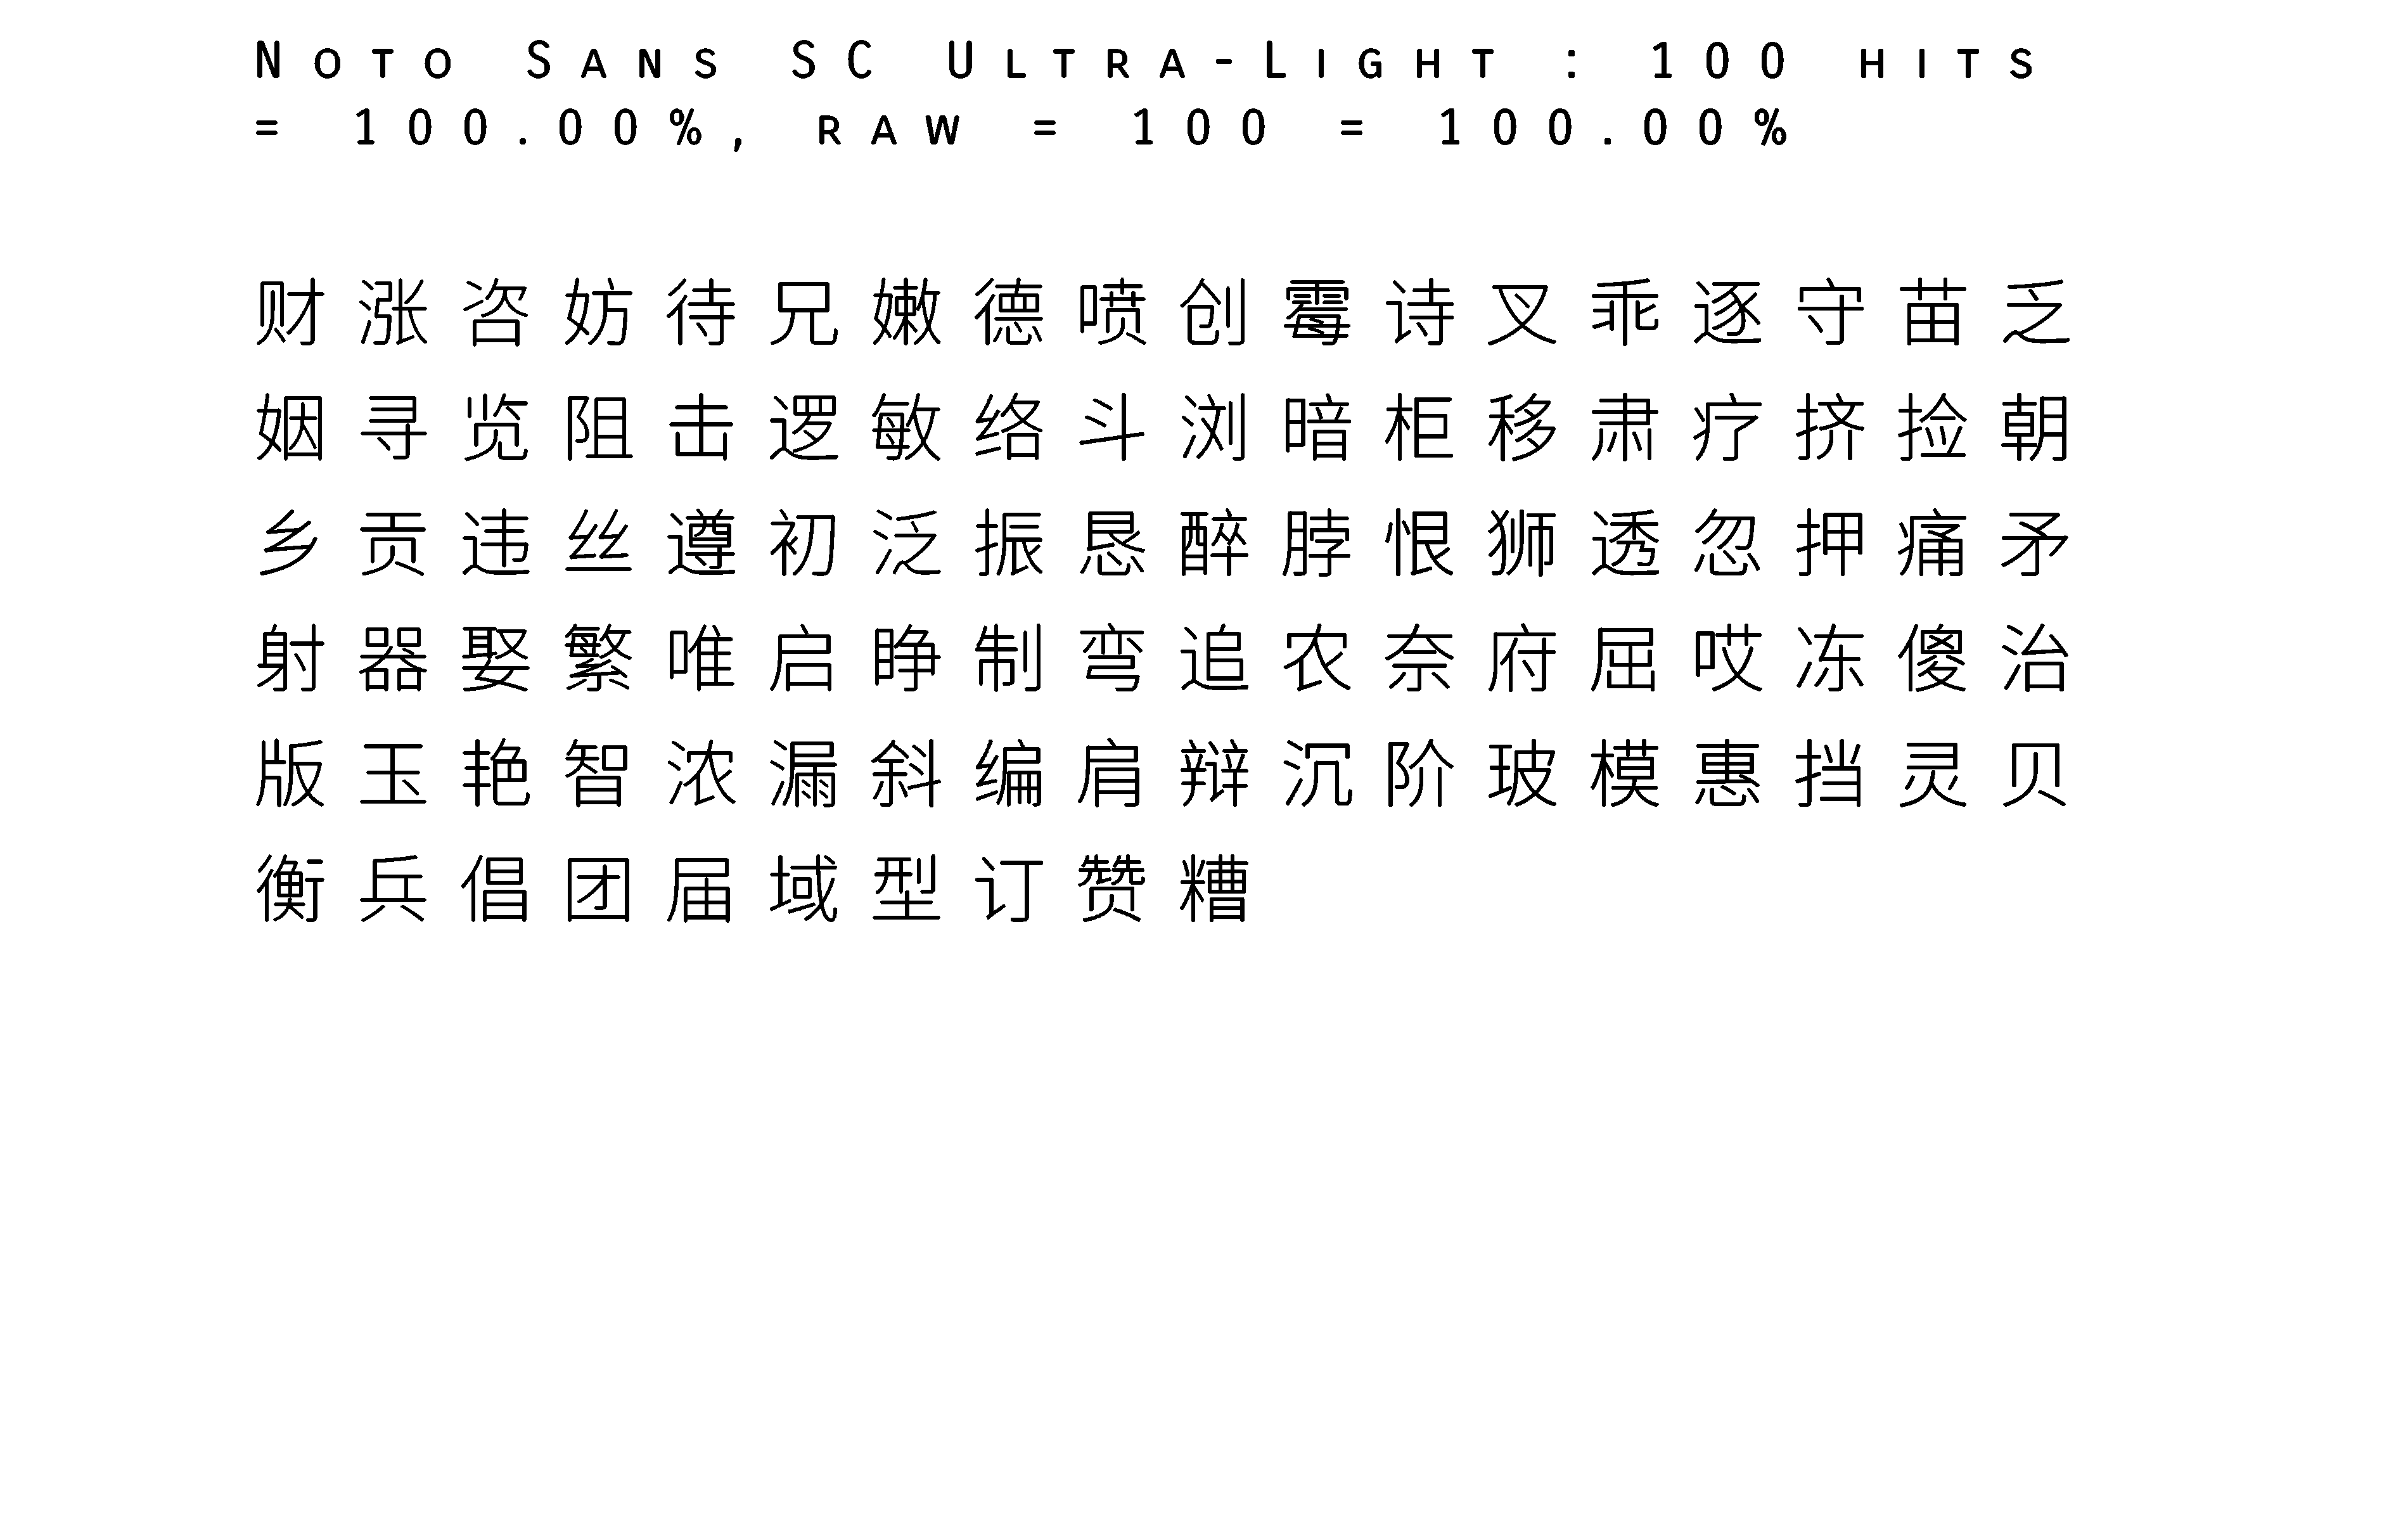 Noto Sans SC Ultra-Light : 100 hits
= 100.00%, raw = 100 = 100.00%
财涨咨妨待兄嫩德喷创霉诗叉乖逐守苗乏
姻寻览阻击逻敏络斗浏暗柜移肃疗挤捡朝
乡贡违丝遵初泛振恳醉脖恨狮透忽押痛矛
射器娶繁唯启睁制弯追农奈府屈哎冻傻治
版玉艳智浓漏斜编肩辩沉阶玻模惠挡灵贝
衡兵倡团届域型订赞糟